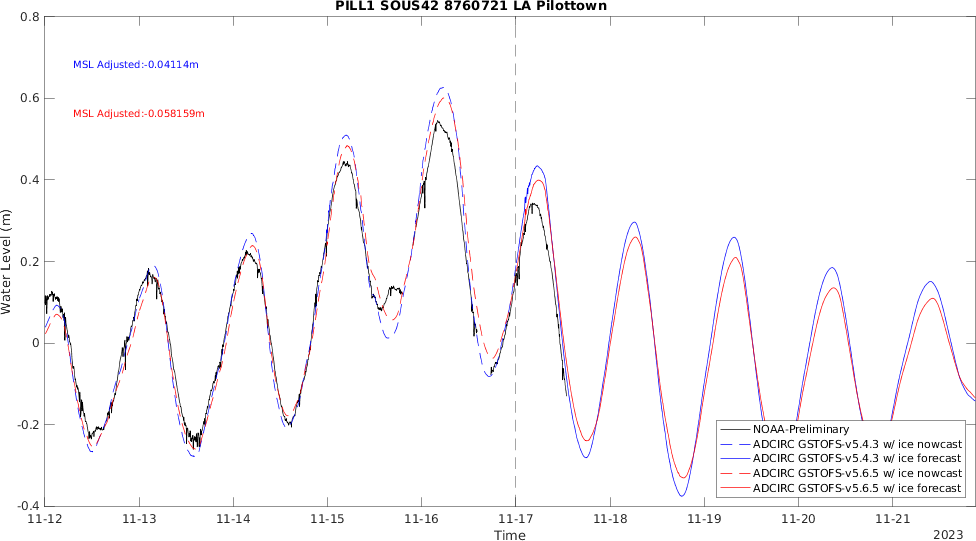 PILL1 SOUS42 8760721 LA Pilottown
0.8
0.6
0.4
0.2
0
-0.2
-0.4
Water Level (m)
MSL Adjusted:-0.04114m
MSL Adjusted:-0.058159m
NOAA-Preliminary
ADCIRC GSTOFS-v5.4.3 w/ ice nowcast
ADCIRC GSTOFS-v5.4.3 w/ ice forecast
ADCIRC GSTOFS-v5.6.5 w/ ice nowcast
ADCIRC GSTOFS-v5.6.5 w/ ice forecast
11-12 11-13 11-14 11-15 11-16 11-17 11-18 11-19 11-20 11-21
Time
2023